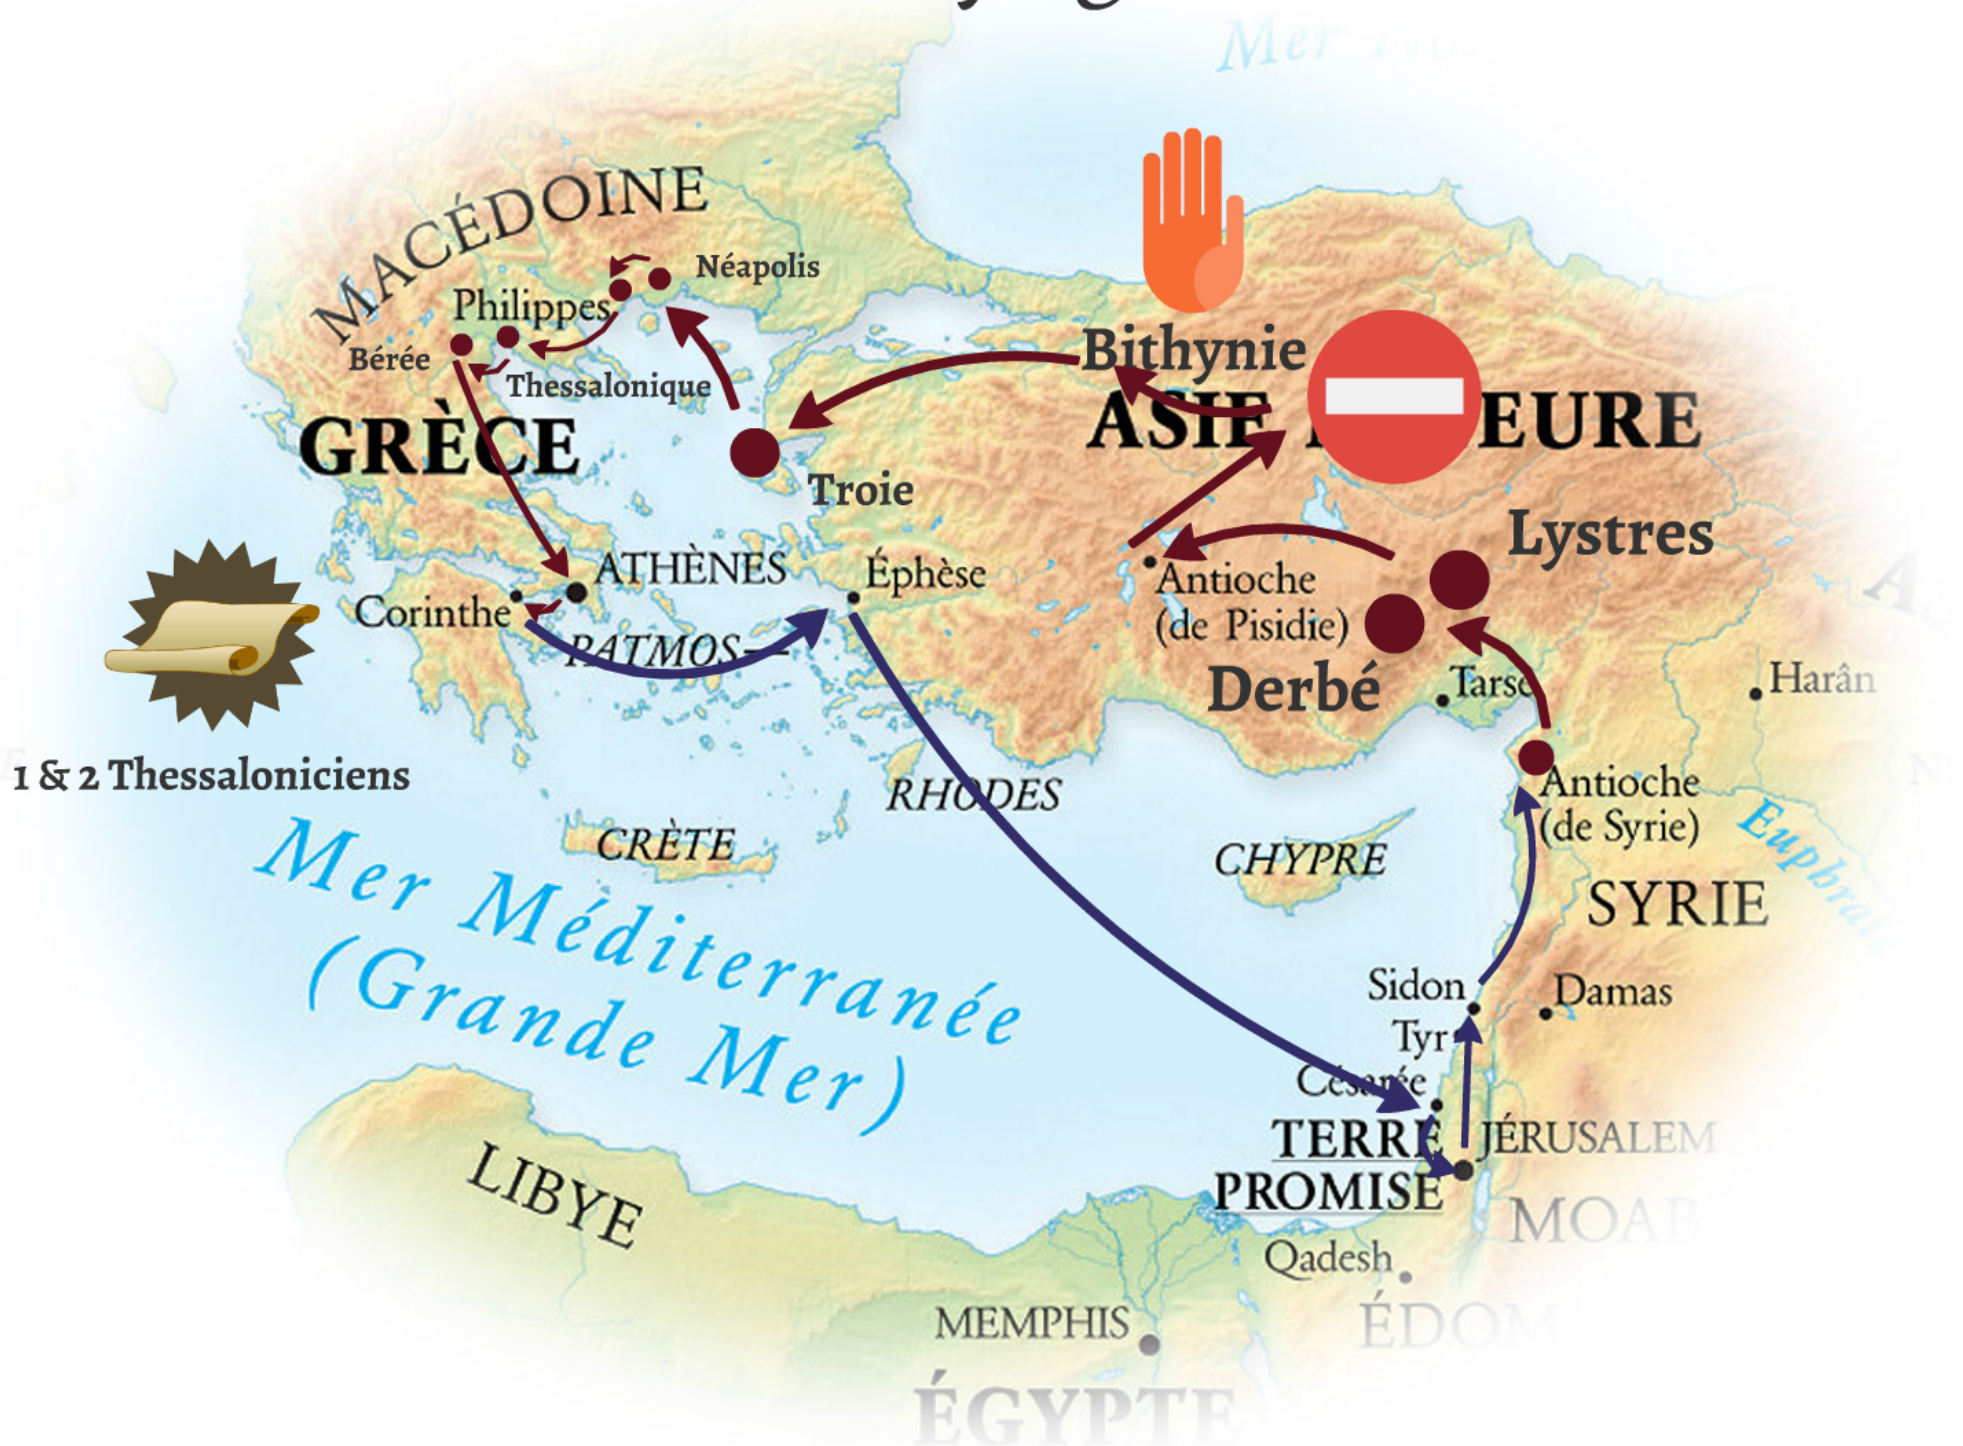 Mer
MACÉDOINE
Néapolis
Philippes
Bérée
Thessalonique
Bithynie
GRÈCE
ASIE
EURE
Troie
Lystres
ATHÈNES
Éphèse
Antioche
(de Pisidie)
Corinthe
PATMOS
Derbé
Tarse
Harân
1 & 2 Thessaloniciens
RHODES
Antioche
(de Syrie)
CRÈTE
CHYPRE
Mer Méditerranée
(Grande Mer)
SYRIE
Sidon
Damas
Tyr
Césarée
TERRE
PROMISE
JÉRUSALEM
LIBYE
MOAB
Qadesh
ÉDOM
MEMPHIS
ÉGYPTE